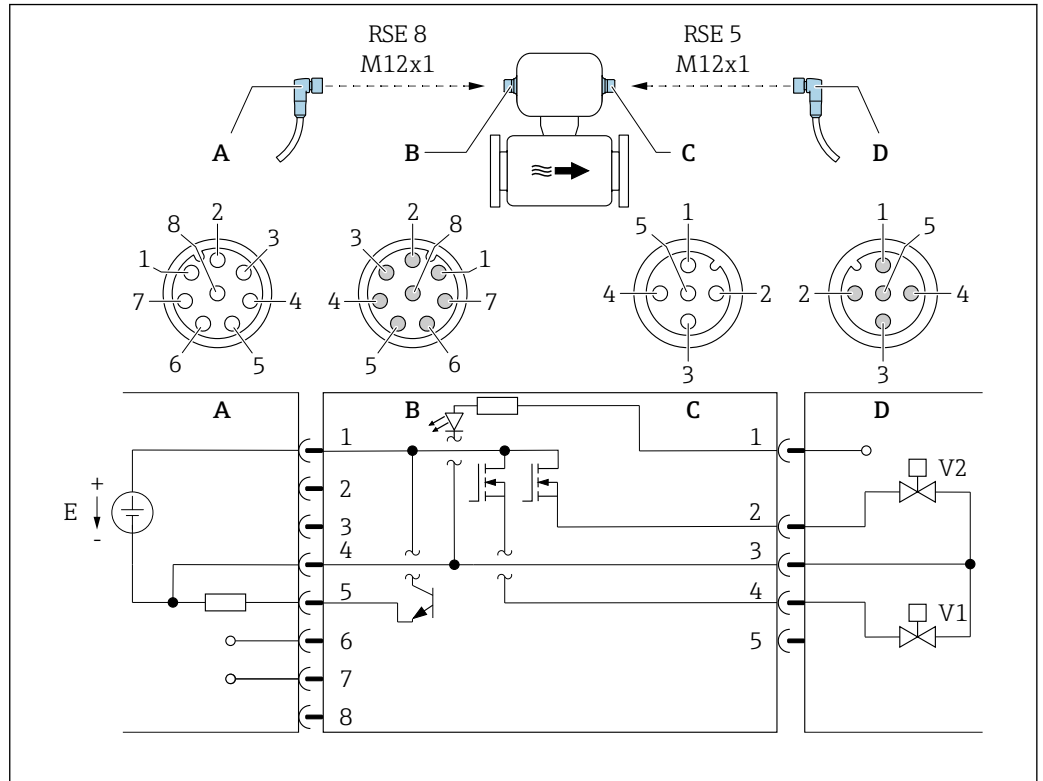 RSE 8 RSE 5
M12x1 M12x1
A B C D
2 2 1 1
8 3 3 8 5 5
1 1
7 4 4 7 4 2 2 4
6 5 5 6 3 3
A B C D
1 1
V2
+ 2 2
E
- 3 3
4
5 4
V1
6 5
7
8